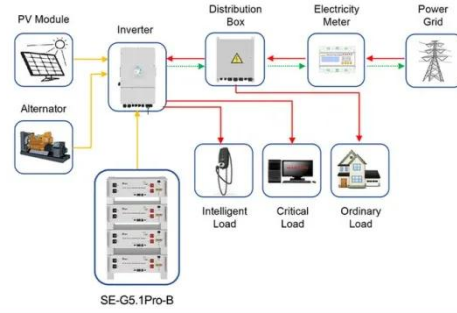 PV Module
Inverter
Distribution
Box
Electricity
Meter
Power
Grid
Alternator
Intelligent
Load
Critical
Load
Ordinary
Load
SE-G5.1Pro-B